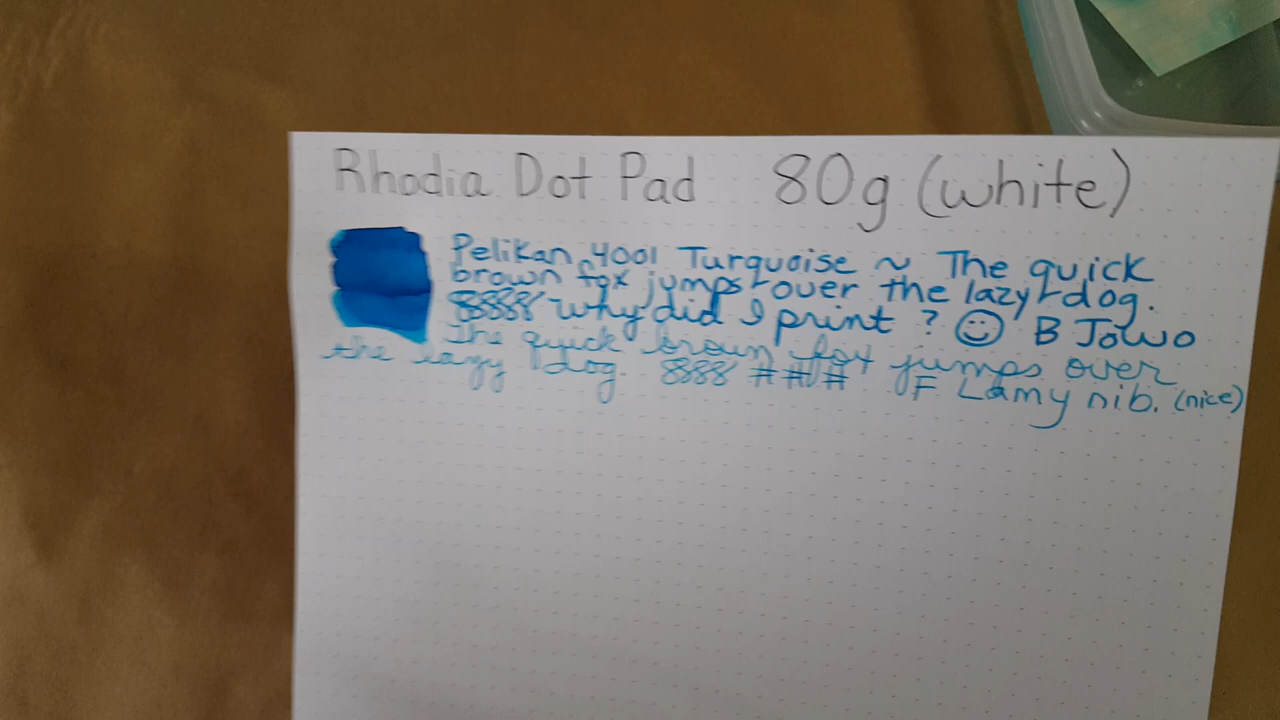 Rhodia Dot Pad 80g (white)
Pelikan 4001 Turquoise ~ The quick
brown fox jumps over the lazy dog.
8888 why did I print ? ☺ B Jowo
The quick brown fox jumps over
the lazy dog. 888 ### F Lamy nib. (nice)